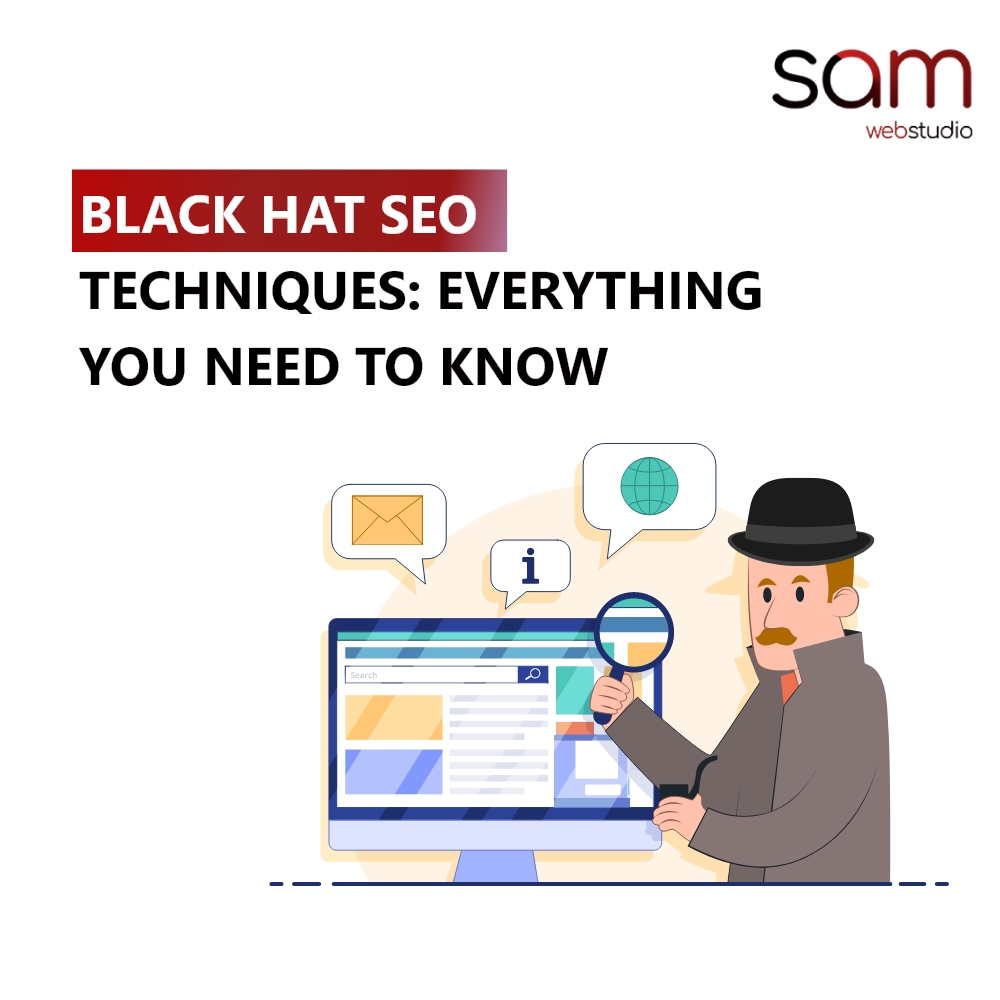 sam
webstudio
BLACK HAT SEO
TECHNIQUES: EVERYTHING
YOU NEED TO KNOW
i
Search